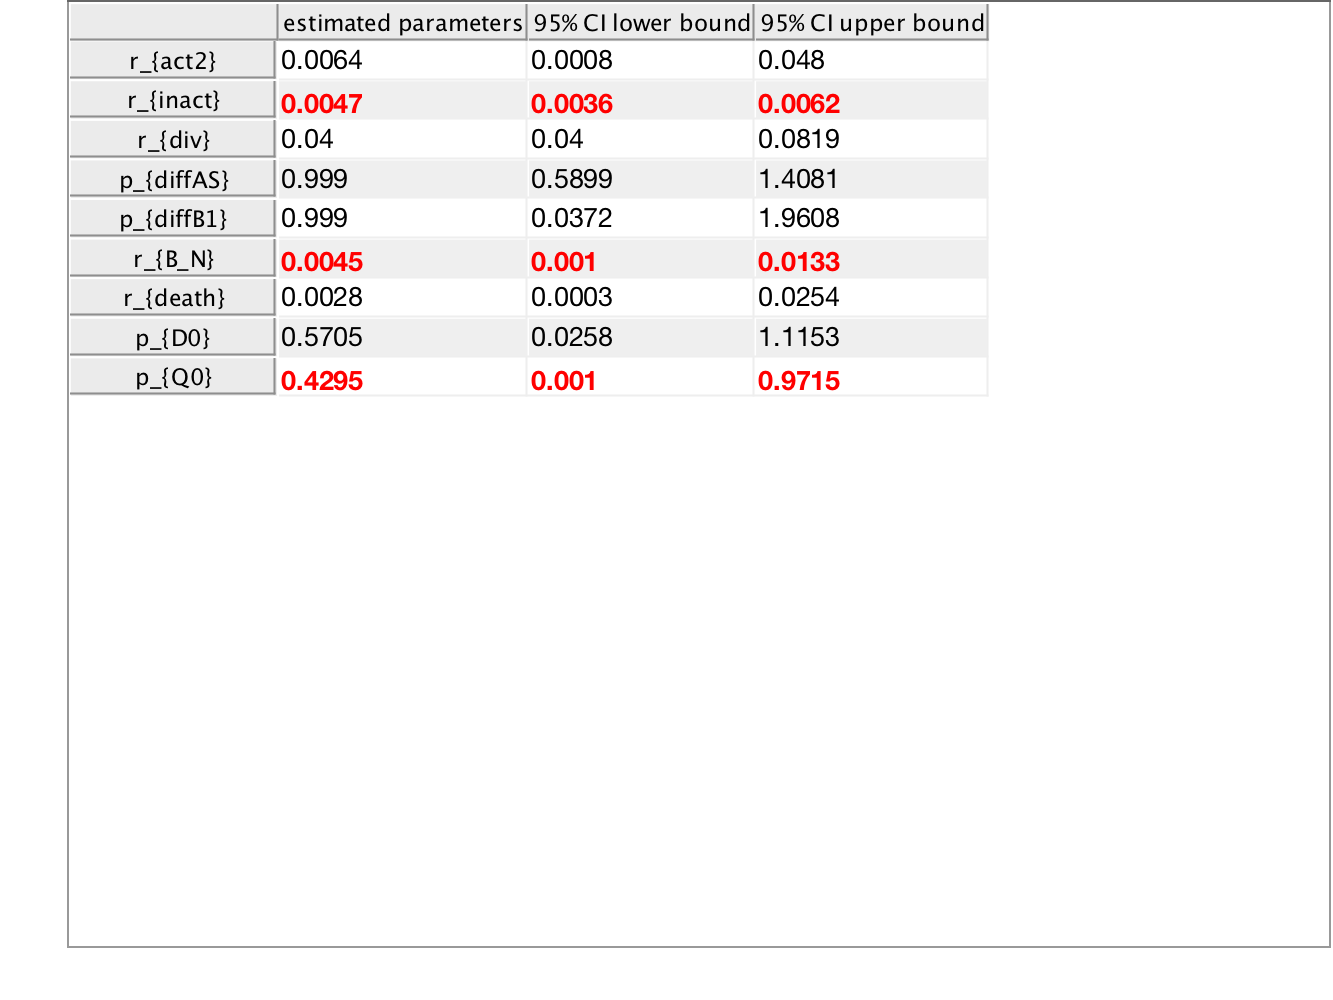 estimated parameters 95% CI lower bound 95% CI upper bound
r_{act2} 0.0064 0.0008 0.048
r_{inact} 0.0047 0.0036 0.0062
r_{div} 0.04 0.04 0.0819
p_{diffAS} 0.999 0.5899 1.4081
p_{diffB1} 0.999 0.0372 1.9608
r_{B_N} 0.0045 0.001 0.0133
r_{death} 0.0028 0.0003 0.0254
p_{D0} 0.5705 0.0258 1.1153
p_{Q0} 0.4295 0.001 0.9715